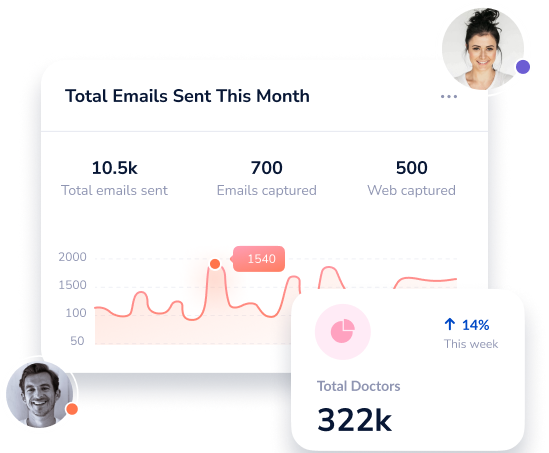 Total Emails Sent This Month
10.5k
Total emails sent
700
Emails captured
500
Web captured
2000
1500
100
50
1540
14%
This week
Total Doctors
322k